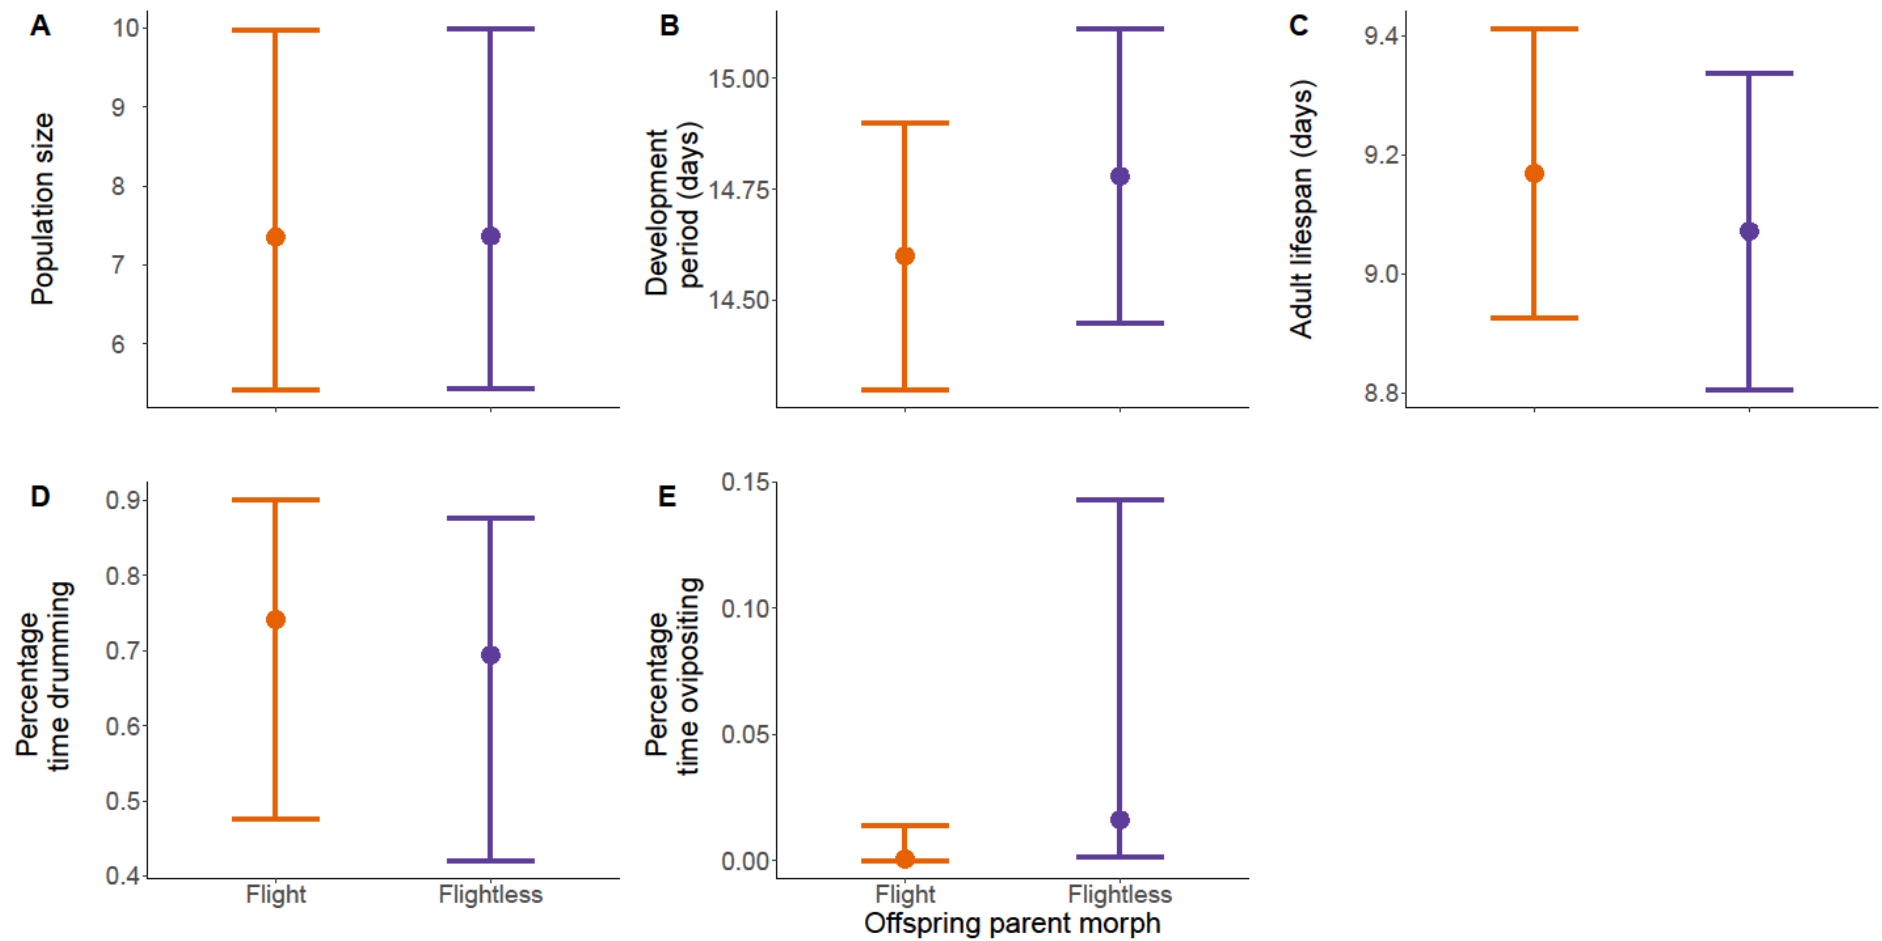 A
Population size
10
9
8
7
6
B
Development
period (days)
15.00
14.75
14.50
C
Adult lifespan (days)
9.4
9.2
9.0
8.8
D
Percentage
time drumming
0.9
0.8
0.7
0.6
0.5
0.4
Flight
Flightless
E
Percentage
time ovipositing
0.15
0.10
0.05
0.00
Flight
Flightless
Offspring parent morph